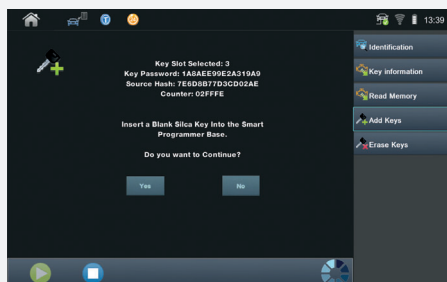 13:39
Key Slot Selected: 3
Key Password: 1A8AEE99E2A319A9
Source Hash: 7E6D8B77D3CD02AE
Counter: 02FFFE
Insert a Blank Silca Key Into the Smart
Programmer Base.
Do you want to Continue?
Yes
No
Identification
Key information
Read Memory
Add Keys
Erase Keys